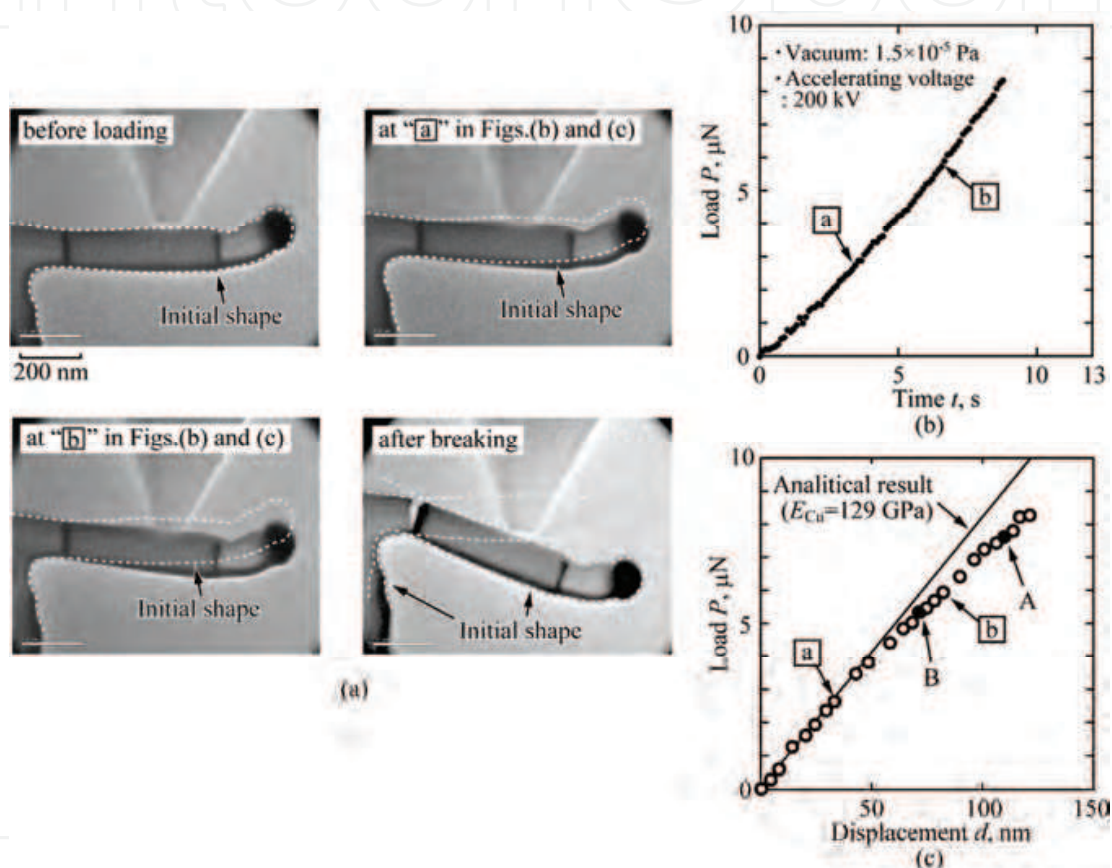 before loading
Initial shape
200 nm
at “a” in Figs.(b) and (c)
Initial shape
at “b” in Figs.(b) and (c)
Initial shape
after breaking
Initial shape
(a)
10
5
0
Load P, μN
・Vacuum: 1.5×10⁻⁵ Pa
・Accelerating voltage
: 200 kV
a
b
0 5 10 13
Time t, s
(b)
10
5
0
Load P, μN
Analitical result
(E_Cu=129 GPa)
a
b
A
B
50 100 150
Displacement d, nm
(c)